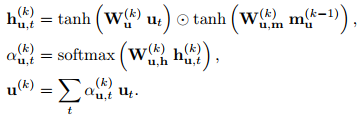 h_{u,t}^{(k)} = tanh ( W_u^{(k)} u_t ) ⊙ tanh ( W_{u,m}^{(k)} m_u^{(k−1)} ) ,
α_{u,t}^{(k)} = softmax ( W_{u,h}^{(k)} h_{u,t}^{(k)} ) ,
u^{(k)} = ∑_t α_{u,t}^{(k)} u_t.